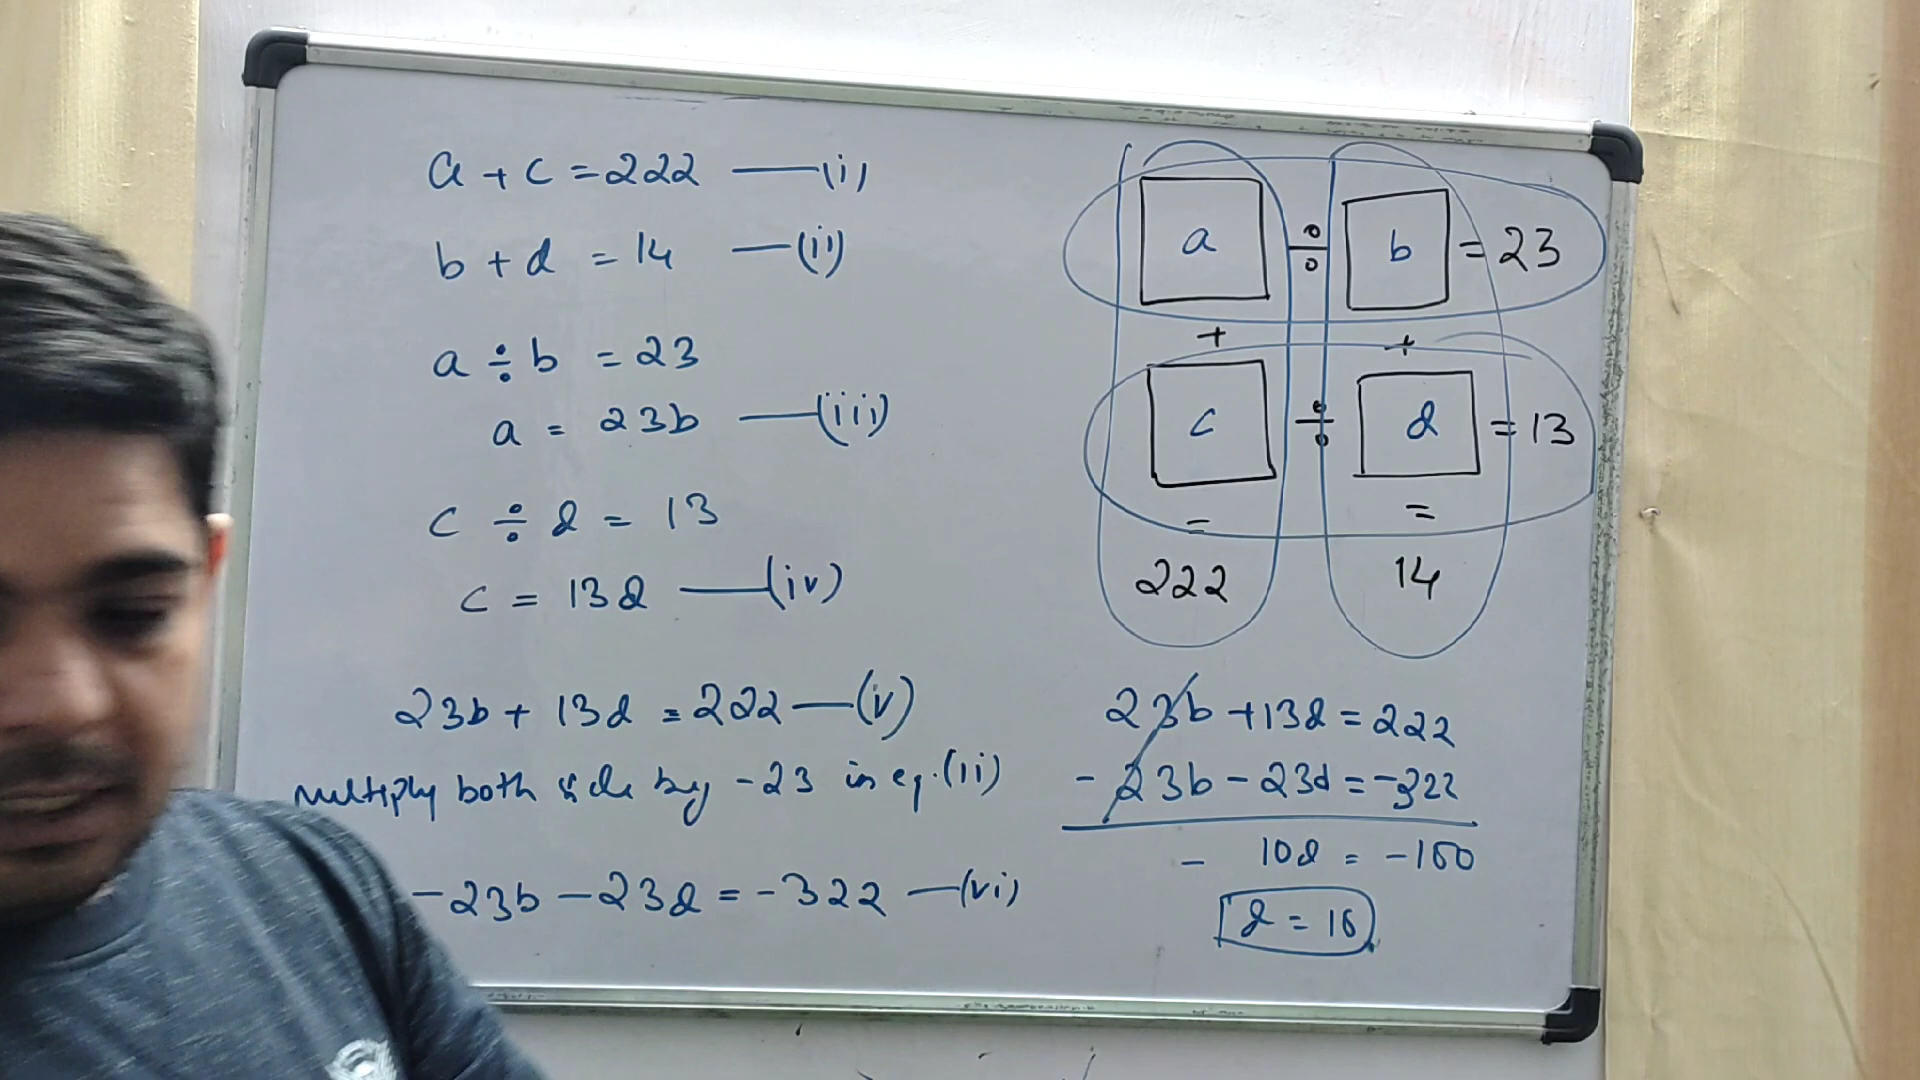 a + c = 222 —(i)
b + d = 14 —(ii)
a ÷ b = 23
a = 23b —(iii)
c ÷ d = 13
c = 13d —(iv)
23b + 13d = 222 —(v)
multiply both side by -23 in eq.(ii)
-23b - 23d = -322 —(vi)
a ÷ b = 23
+ +
c ÷ d = 13
= =
222 14
23b + 13d = 222
- 23b - 23d = -322
- 10d = -100
d = 10